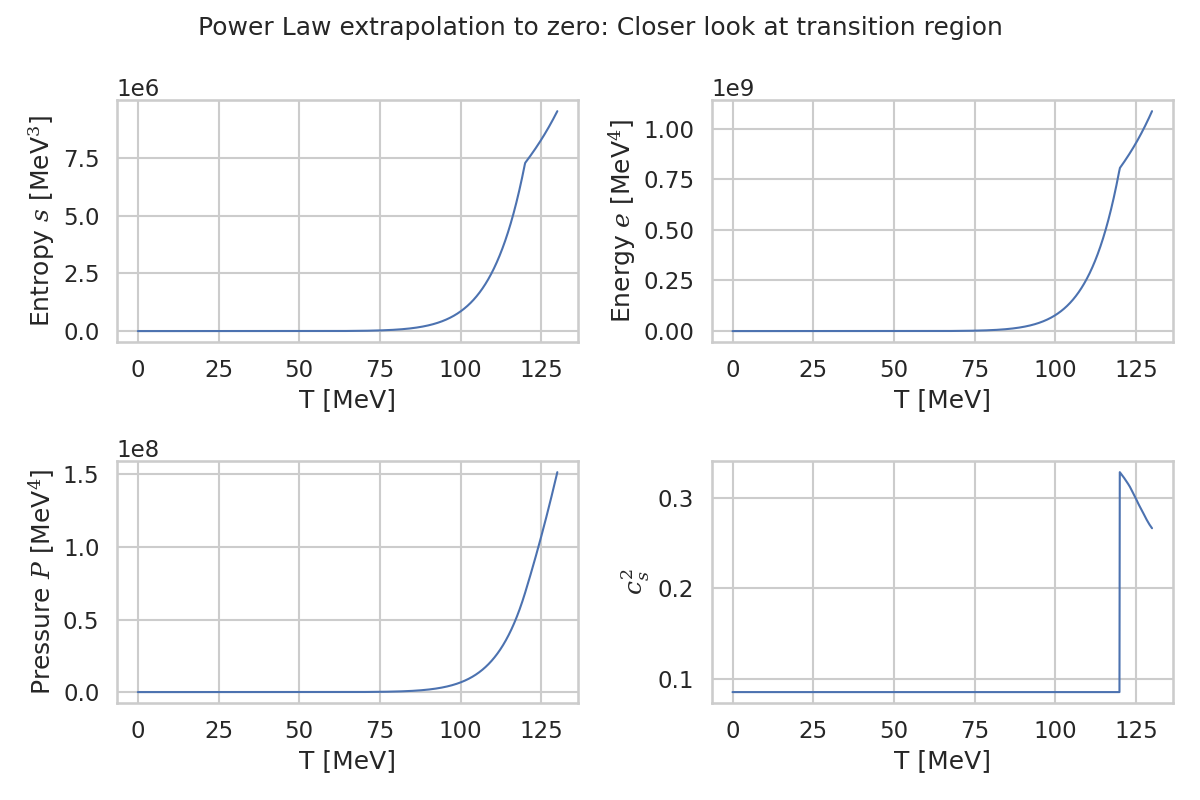 Power Law extrapolation to zero: Closer look at transition region
1e6
Entropy s [MeV³]
7.5
5.0
2.5
0.0
0 25 50 75 100 125
T [MeV]
1e9
Energy e [MeV⁴]
1.00
0.75
0.50
0.25
0.00
0 25 50 75 100 125
T [MeV]
1e8
Pressure P [MeV⁴]
1.5
1.0
0.5
0.0
0 25 50 75 100 125
T [MeV]
c_s^2
0.3
0.2
0.1
0 25 50 75 100 125
T [MeV]